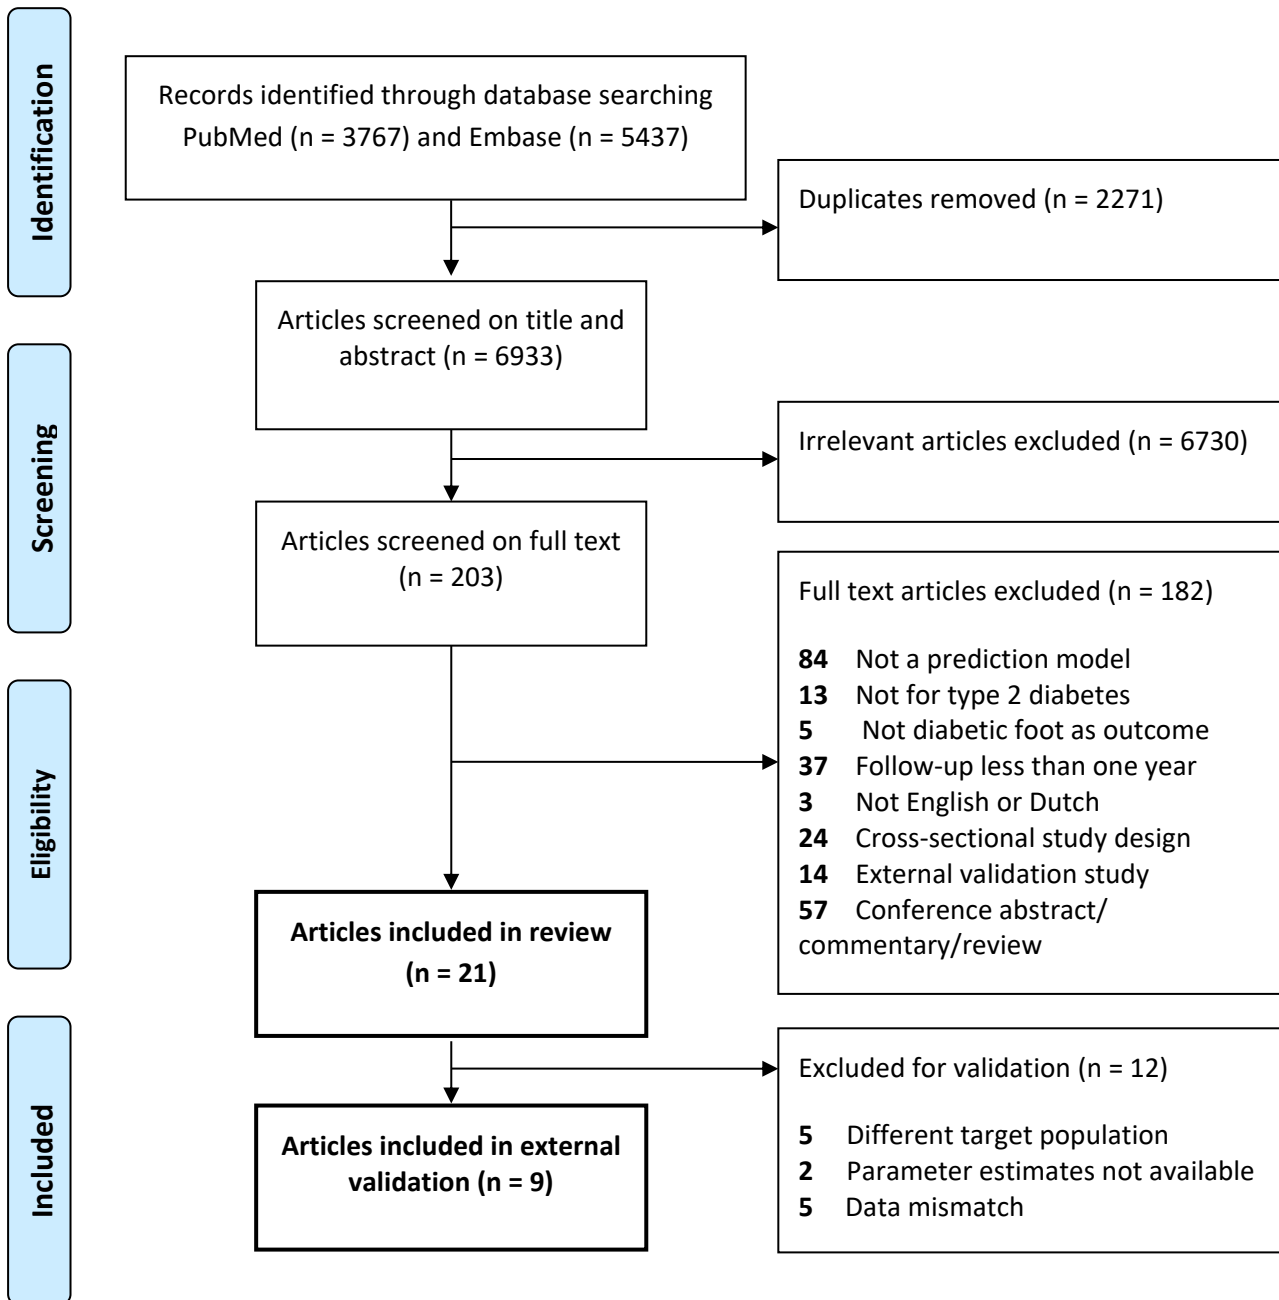 Identification
Records identified through database searching
PubMed (n = 3767) and Embase (n = 5437)
Duplicates removed (n = 2271)
Articles screened on title and
abstract (n = 6933)
Screening
Irrelevant articles excluded (n = 6730)
Articles screened on full text
(n = 203)
Full text articles excluded (n = 182)
84 Not a prediction model
13 Not for type 2 diabetes
5 Not diabetic foot as outcome
37 Follow-up less than one year
3 Not English or Dutch
24 Cross-sectional study design
14 External validation study
57 Conference abstract/
commentary/review
Eligibility
Articles included in review
(n = 21)
Excluded for validation (n = 12)
5 Different target population
2 Parameter estimates not available
5 Data mismatch
Included
Articles included in external
validation (n = 9)